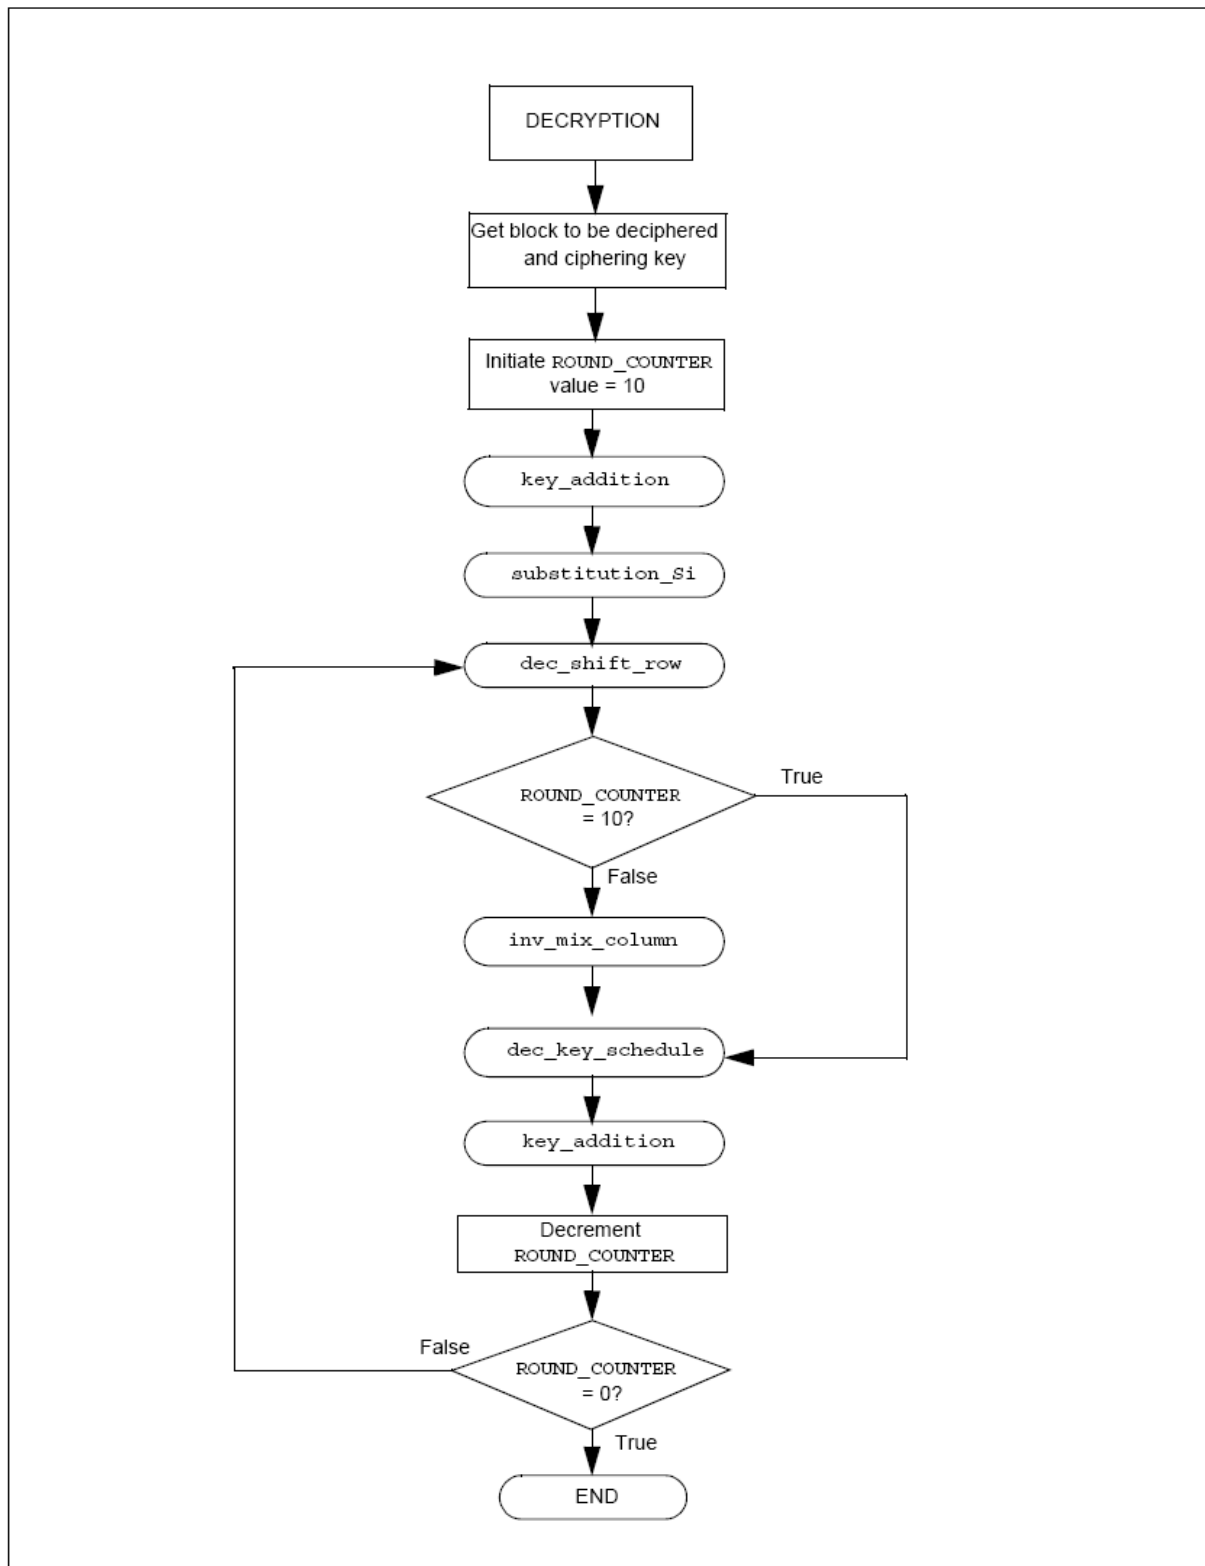 DECRYPTION
Get block to be deciphered
and ciphering key
Initiate ROUND_COUNTER
value = 10
key_addition
substitution_Si
dec_shift_row
True
ROUND_COUNTER
= 10?
False
inv_mix_column
dec_key_schedule
key_addition
Decrement
ROUND_COUNTER
False
ROUND_COUNTER
= 0?
True
END